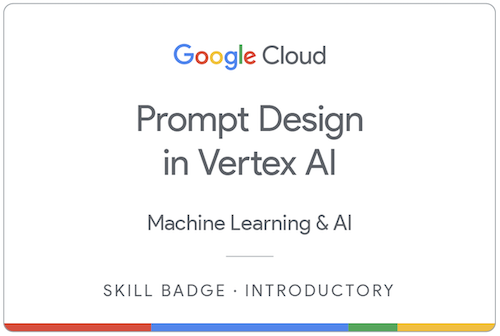 Google Cloud
Prompt Design
in Vertex AI
Machine Learning & AI
SKILL BADGE · INTRODUCTORY